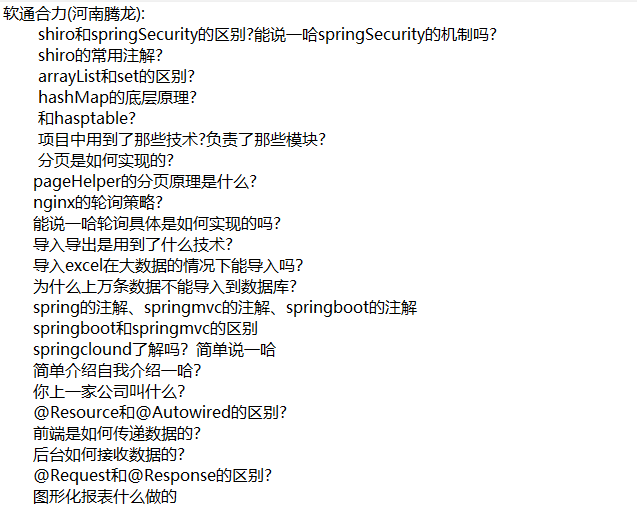 软通合力(河南腾龙):
shiro和springSecurity的区别?能说一哈springSecurity的机制吗?
shiro的常用注解?
arrayList和set的区别?
hashMap的底层原理?
和hasptable?
项目中用到了那些技术?负责了那些模块?
分页是如何实现的?
pageHelper的分页原理是什么?
nginx的轮询策略?
能说一哈轮询具体是如何实现的吗?
导入导出是用到了什么技术?
导入excel在大数据的情况下能导入吗?
为什么上万条数据不能导入到数据库?
spring的注解、springmvc的注解、springboot的注解
springboot和springmvc的区别
springclound了解吗？简单说一哈
简单介绍自我介绍一哈?
你上一家公司叫什么?
@Resource和@Autowired的区别?
前端是如何传递数据的?
后台如何接收数据的?
@Request和@Response的区别?
图形化报表什么做的